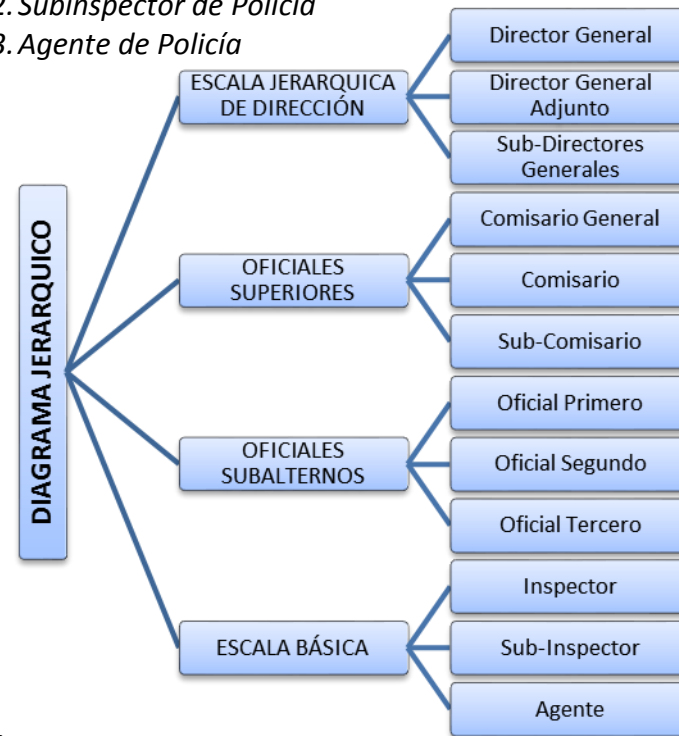 2. Subinspector de Policía
3. Agente de Policía
DIAGRAMA JERARQUICO
ESCALA JERARQUICA
DE DIRECCIÓN
Director General
Director General
Adjunto
Sub-Directores
Generales
OFICIALES
SUPERIORES
Comisario General
Comisario
Sub-Comisario
OFICIALES
SUBALTERNOS
Oficial Primero
Oficial Segundo
Oficial Tercero
ESCALA BÁSICA
Inspector
Sub-Inspector
Agente